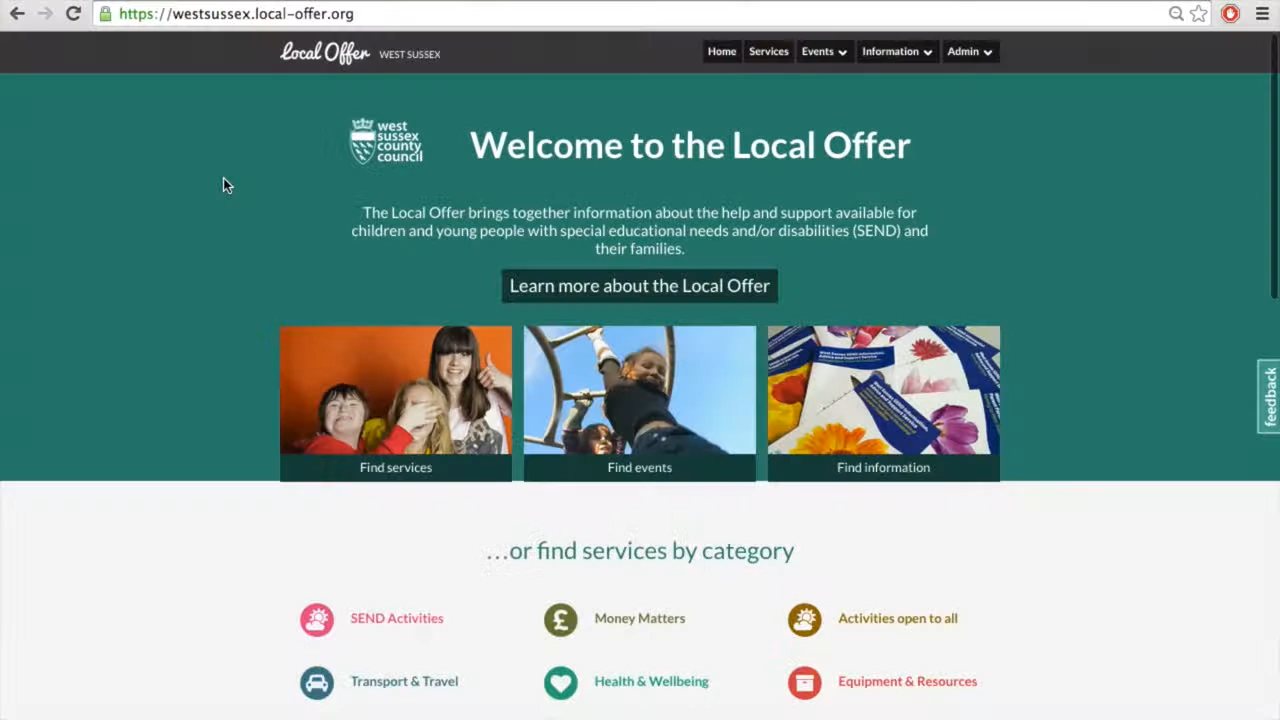 https://westsussex.local-offer.org
Local Offer WEST SUSSEX
Home Services Events Information Admin
west
sussex
county
council
Welcome to the Local Offer
The Local Offer brings together information about the help and support available for
children and young people with special educational needs and/or disabilities (SEND) and
their families.
Learn more about the Local Offer
feedback
Find services Find events Find information
…or find services by category
SEND Activities Money Matters Activities open to all
Transport & Travel Health & Wellbeing Equipment & Resources